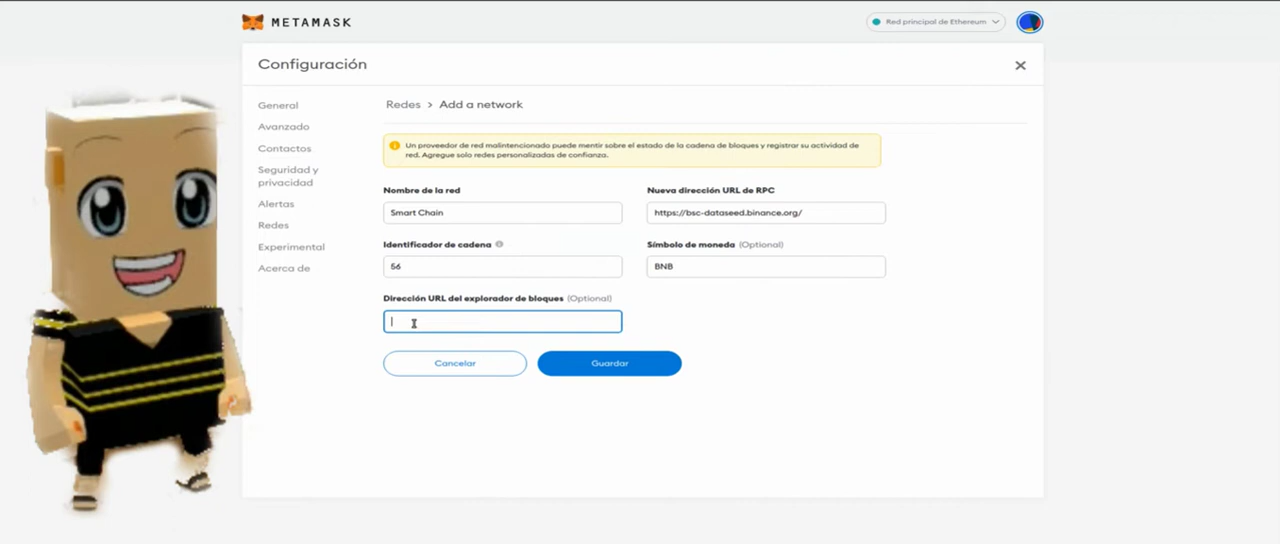 METAMASK
Red principal de Ethereum
Configuración
General
Avanzado
Contactos
Seguridad y
privacidad
Alertas
Redes
Experimental
Acerca de
Redes > Add a network
Un proveedor de red malintencionado puede mentir sobre el estado de la cadena de bloques y registrar su actividad de
red. Agregue solo redes personalizadas de confianza.
Nombre de la red
Smart Chain
Nueva dirección URL de RPC
https://bsc-dataseed.binance.org/
Identificador de cadena
56
Símbolo de moneda (Optional)
BNB
Dirección URL del explorador de bloques (Optional)
Cancelar
Guardar